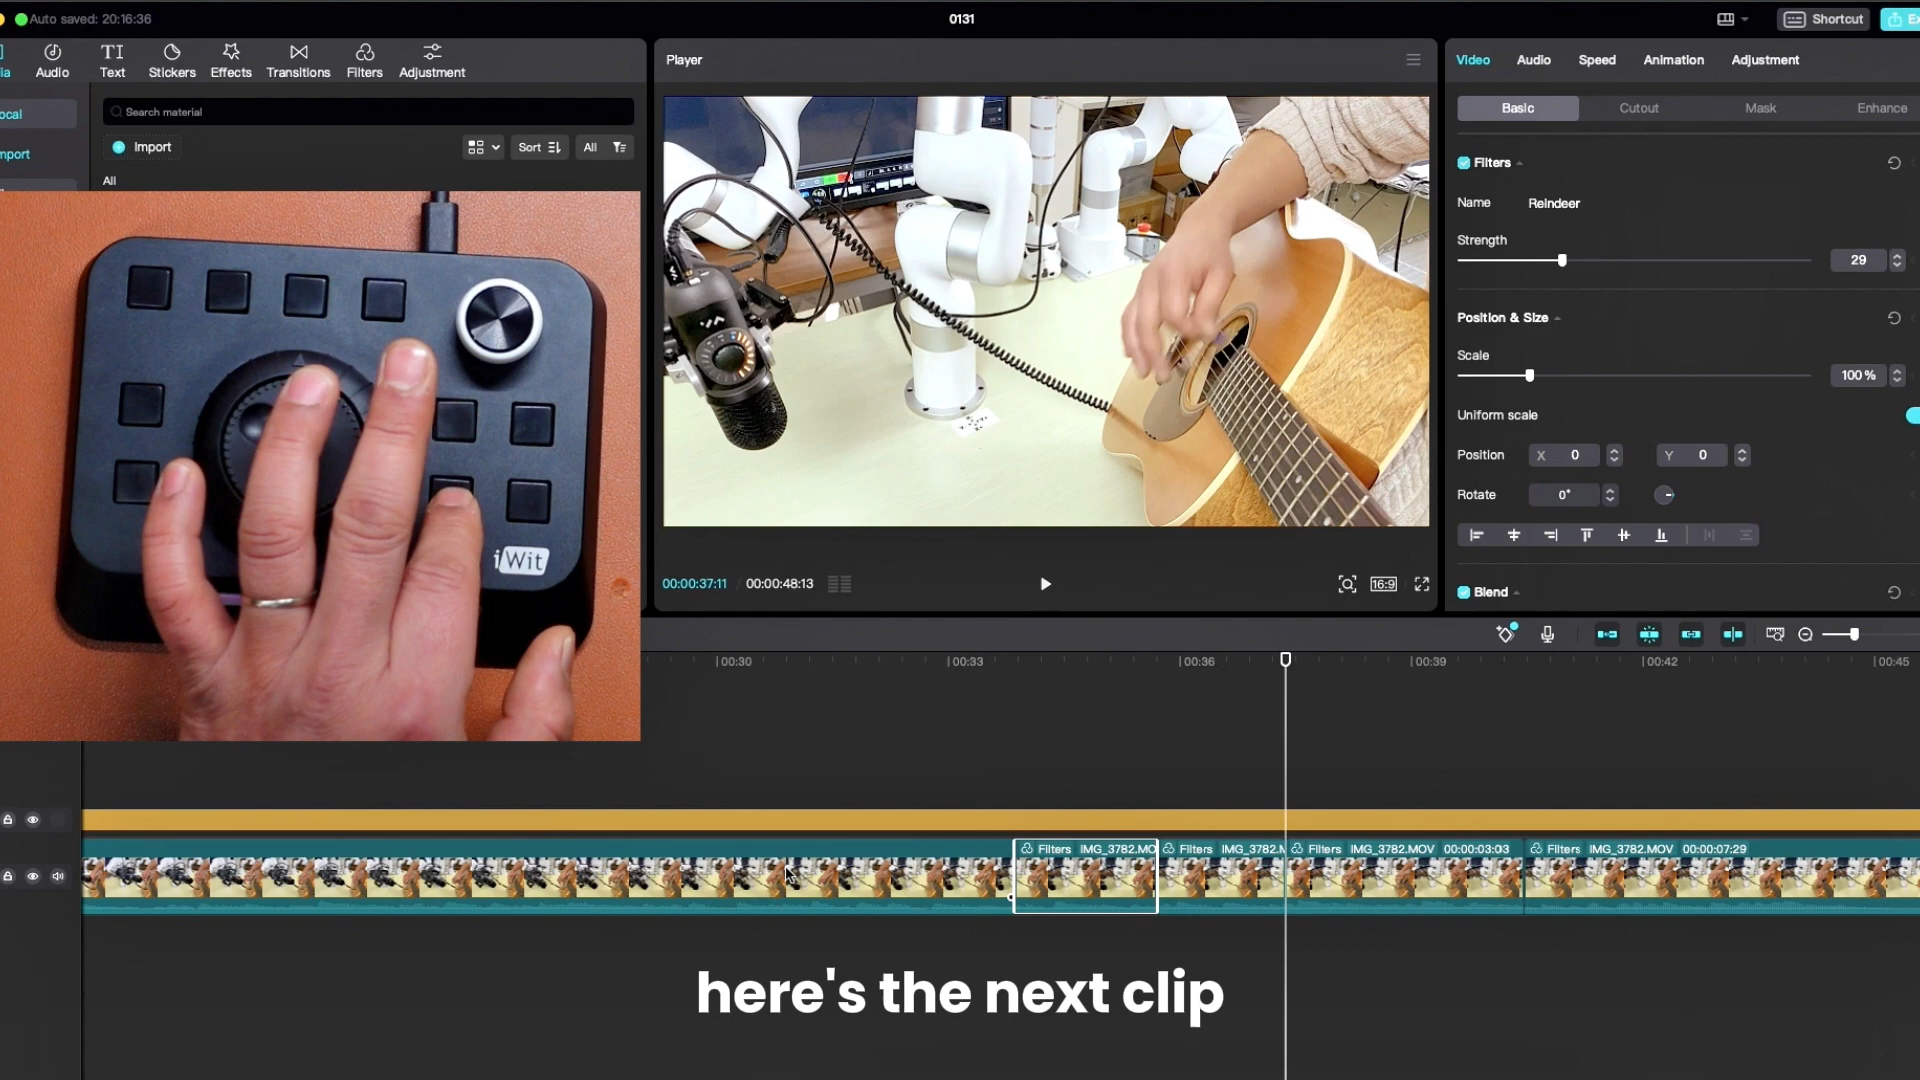 Auto saved: 20:16:36
0131
Shortcut
Audio
Text
Stickers
Effects
Transitions
Filters
Adjustment
Search material
Import
Sort
All
All
iWit
Player
00:00:37:11
00:00:48:13
16:9
Video
Audio
Speed
Animation
Adjustment
Basic
Cutout
Mask
Enhance
Filters
Name
Reindeer
Strength
29
Position & Size
Scale
100%
Uniform scale
Position
X 0
Y 0
Rotate
0°
Blend
00:30
00:33
00:36
00:39
00:42
00:45
Filters IMG_3782.MO
Filters IMG_3782.M
Filters IMG_3782.MOV 00:00:03:03
Filters IMG_3782.MOV 00:00:07:29
here's the next clip